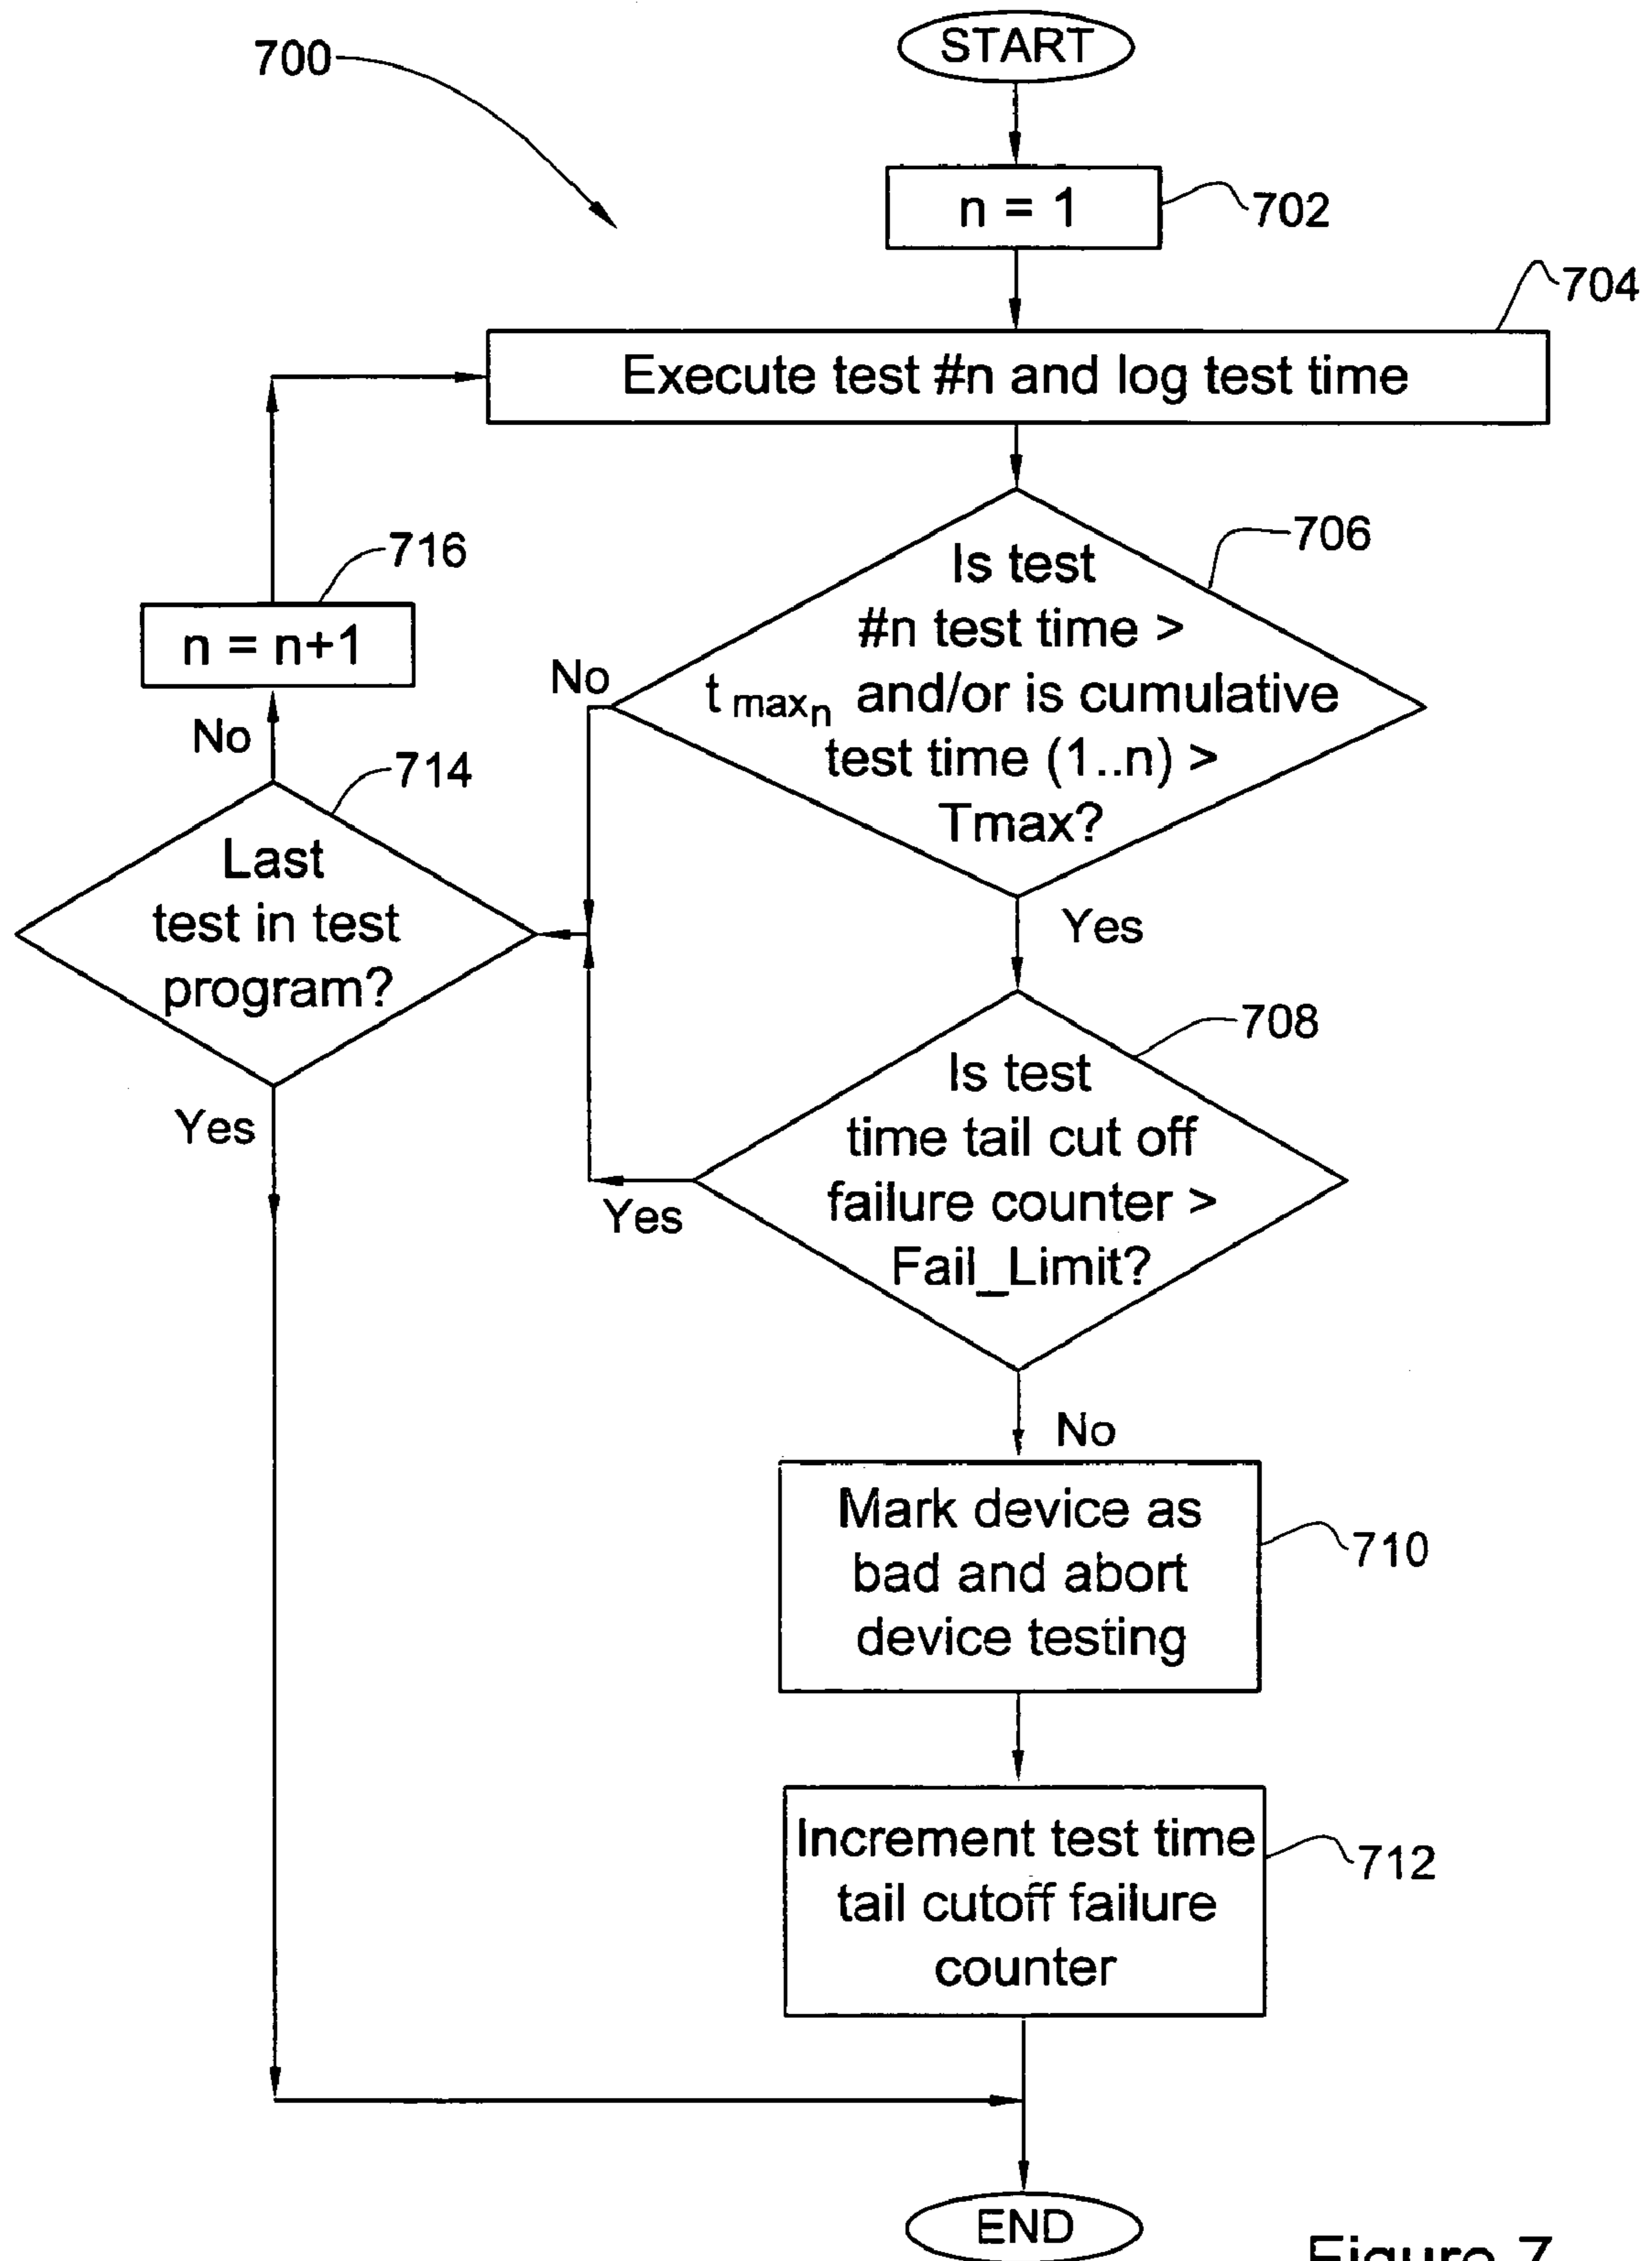 START
700
n = 1
702
704
Execute test #n and log test time
706
Is test
#n test time >
t maxn and/or is cumulative
test time (1..n) >
Tmax?
716
n = n+1
No
No
714
Last
test in test
program?
Yes
Yes
708
Is test
time tail cut off
failure counter >
Fail_Limit?
Yes
No
Mark device as
bad and abort
device testing
710
Increment test time
tail cutoff failure
counter
712
END
Figure 7